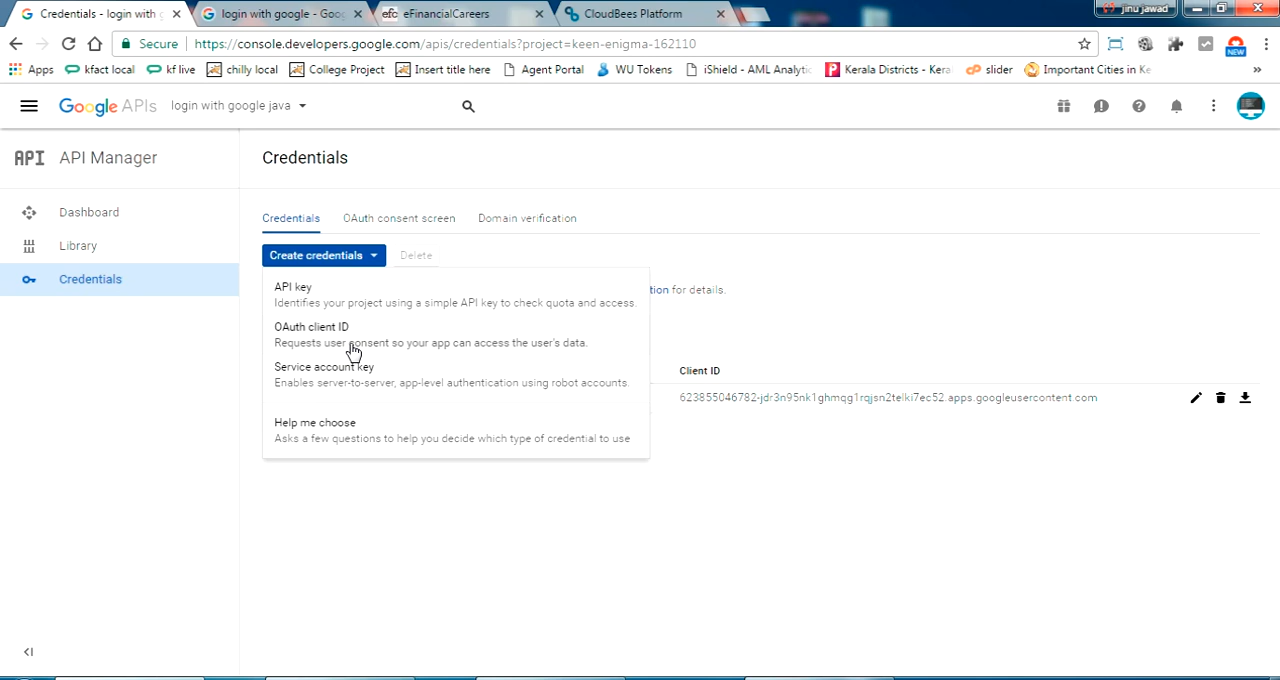 Credentials - login with g
login with google - Goog
efc eFinancialCareers
CloudBees Platform
jinu jawad
Secure
https://console.developers.google.com/apis/credentials?project=keen-enigma-162110
NEW
Apps
kfact local
kf live
chilly local
College Project
Insert title here
Agent Portal
WU Tokens
iShield - AML Analytic
Kerala Districts - Kera
slider
Important Cities in Ke
Google APIs
login with google java
API
API Manager
Credentials
Dashboard
Library
Credentials
Credentials
OAuth consent screen
Domain verification
Create credentials
Delete
API key
Identifies your project using a simple API key to check quota and access.
tion for details.
OAuth client ID
Requests user consent so your app can access the user's data.
Service account key
Enables server-to-server, app-level authentication using robot accounts.
Help me choose
Asks a few questions to help you decide which type of credential to use
Client ID
623855046782-jdr3n95nk1ghmqg1rqjsn2telki7ec52.apps.googleusercontent.com